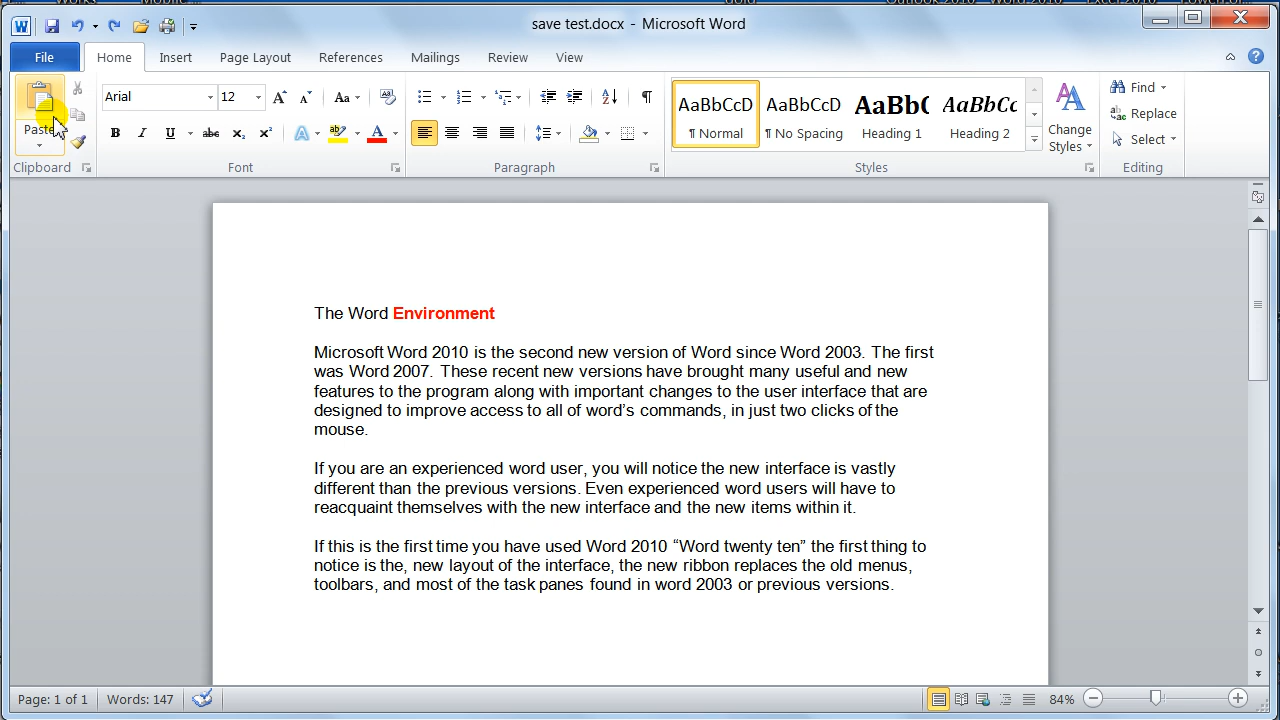 save test.docx - Microsoft Word
File Home Insert Page Layout References Mailings Review View
Paste
Arial 12
AaBbCcD AaBbCcD AaBb( AaBbCc
¶ Normal ¶ No Spacing Heading 1 Heading 2
Change
Styles
Find
Replace
Select
Clipboard Font Paragraph Styles Editing
The Word Environment
Microsoft Word 2010 is the second new version of Word since Word 2003. The first
was Word 2007. These recent new versions have brought many useful and new
features to the program along with important changes to the user interface that are
designed to improve access to all of word’s commands, in just two clicks of the
mouse.
If you are an experienced word user, you will notice the new interface is vastly
different than the previous versions. Even experienced word users will have to
reacquaint themselves with the new interface and the new items within it.
If this is the first time you have used Word 2010 “Word twenty ten” the first thing to
notice is the, new layout of the interface, the new ribbon replaces the old menus,
toolbars, and most of the task panes found in word 2003 or previous versions.
Page: 1 of 1 Words: 147 84%